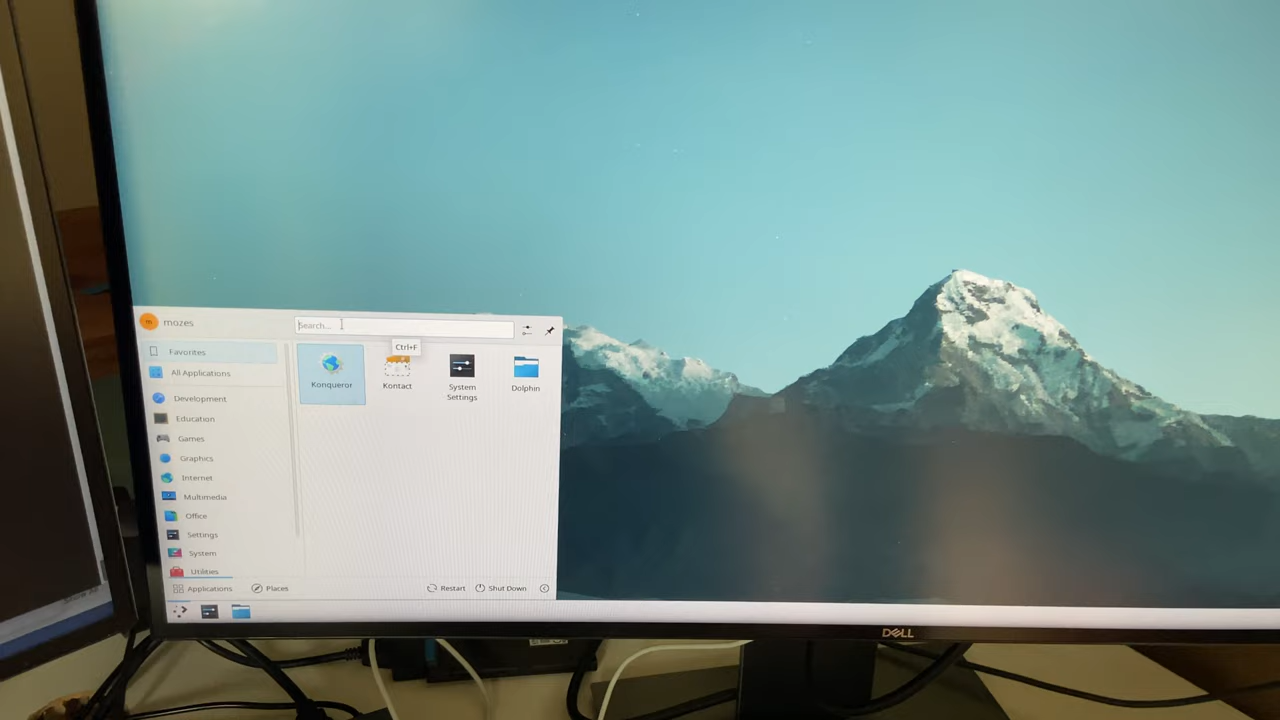 m
mozes
Search...
Ctrl+F
Favorites
All Applications
Development
Education
Games
Graphics
Internet
Multimedia
Office
Settings
System
Utilities
Konqueror
Kontact
System
Settings
Dolphin
Applications
Places
Restart
Shut Down
DELL